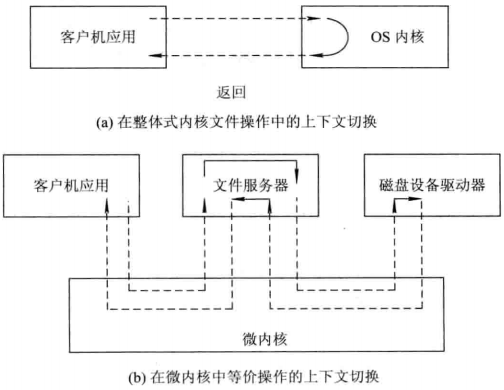 客户机应用
OS 内核
返回
(a) 在整体式内核文件操作中的上下文切换
客户机应用
文件服务器
磁盘设备驱动器
微内核
(b) 在微内核中等价操作的上下文切换